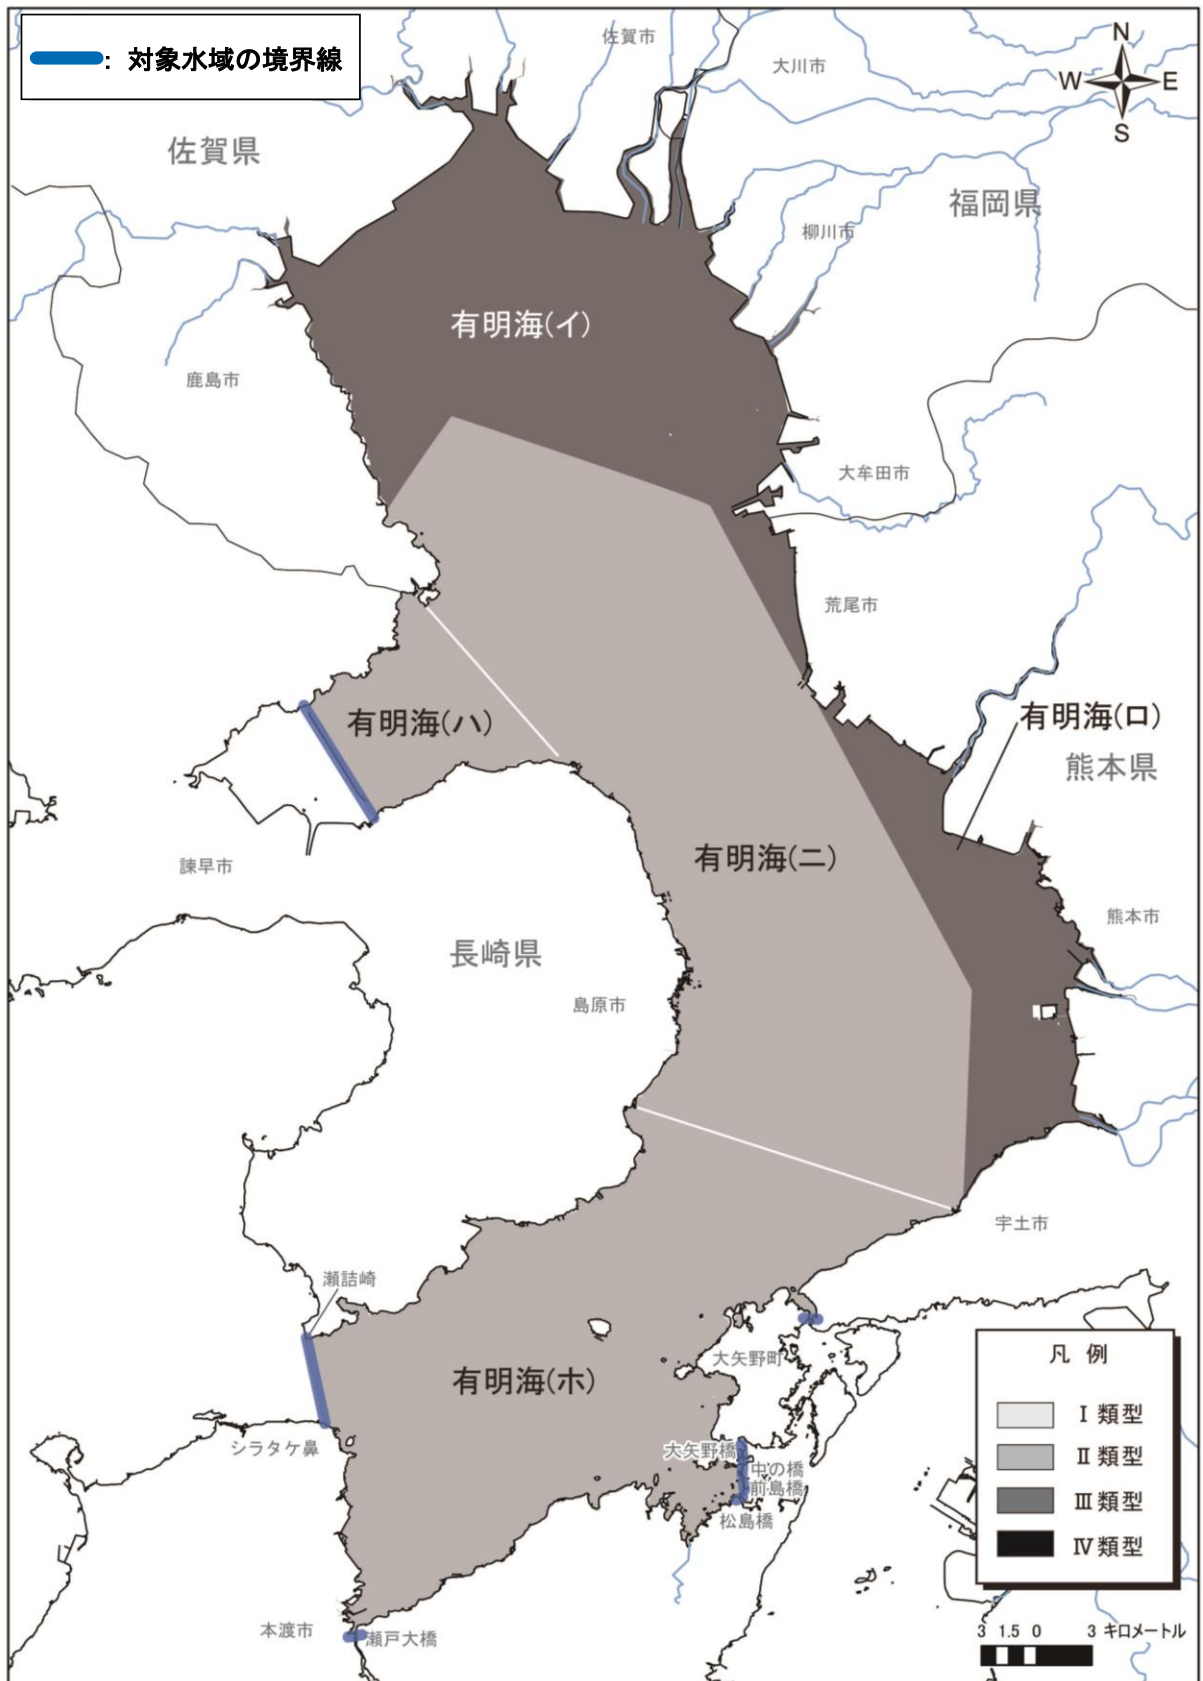 : 対象水域の境界線
N
W
E
S
佐賀市
大川市
佐賀県
福岡県
柳川市
有明海(イ)
鹿島市
大牟田市
荒尾市
有明海(ロ)
有明海(ハ)
熊本県
有明海(ニ)
諫早市
熊本市
長崎県
島原市
宇土市
瀬詰崎
大矢野町
有明海(ホ)
シラタケ鼻
大矢野橋
中の橋
前島橋
松島橋
本渡市
瀬戸大橋
凡 例
Ⅰ 類型
Ⅱ 類型
Ⅲ 類型
Ⅳ 類型
3 1.5 0 3 キロメートル